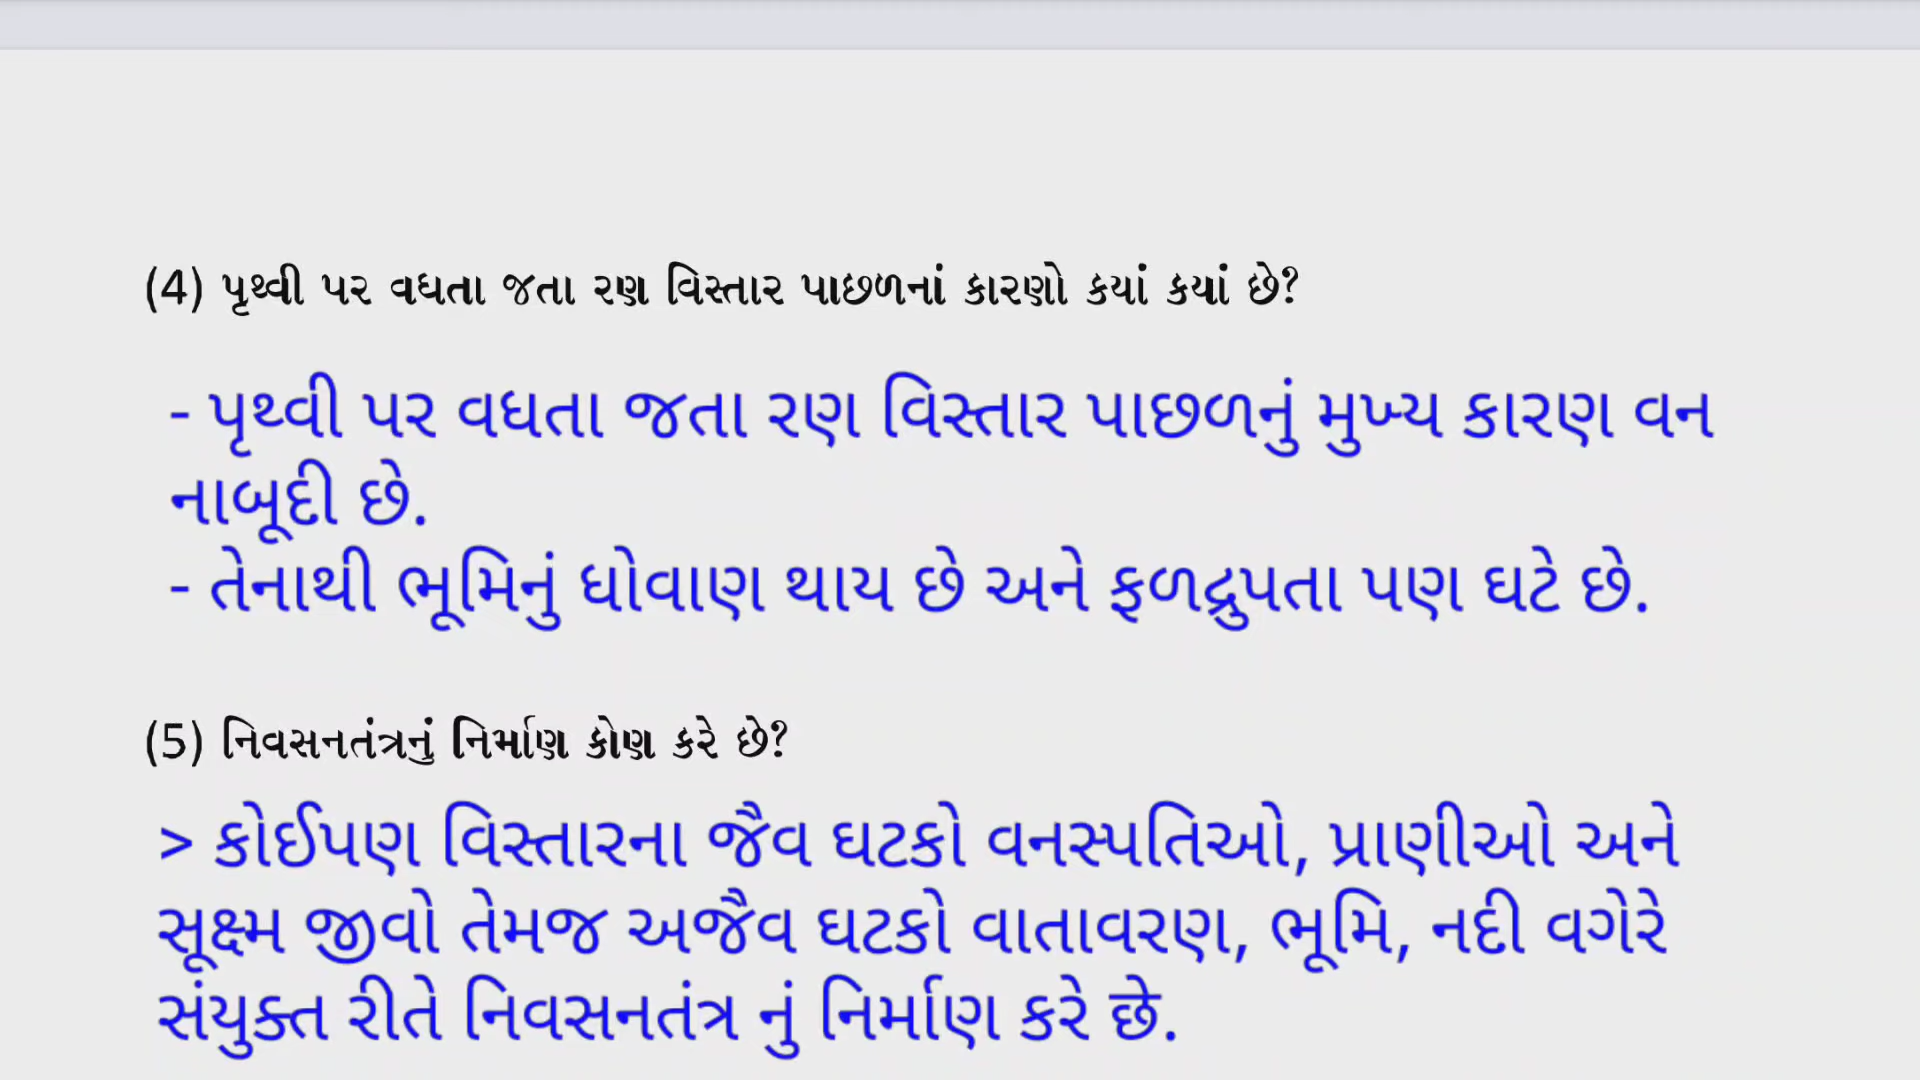 (4) પૃથ્વી પર વધતા જતા રણ વિસ્તાર પાછળનાં કારણો કયાં કયાં છે?
- પૃથ્વી પર વધતા જતા રણ વિસ્તાર પાછળનું મુખ્ય કારણ વન
નાબૂદી છે.
- તેનાથી ભૂમિનું ધોવાણ થાય છે અને ફળદ્રુપતા પણ ઘટે છે.
(5) નિવસનતંત્રનું નિર્માણ કોણ કરે છે?
> કોઈપણ વિસ્તારના જૈવ ઘટકો વનસ્પતિઓ, પ્રાણીઓ અને
સૂક્ષ્મ જીવો તેમજ અજૈવ ઘટકો વાતાવરણ, ભૂમિ, નદી વગેરે
સંયુક્ત રીતે નિવસનતંત્ર નું નિર્માણ કરે છે.